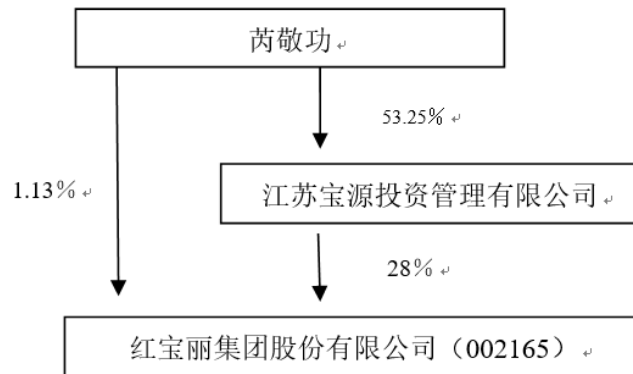 芮敬功
53.25％
1.13％
江苏宝源投资管理有限公司
28％
红宝丽集团股份有限公司（002165）